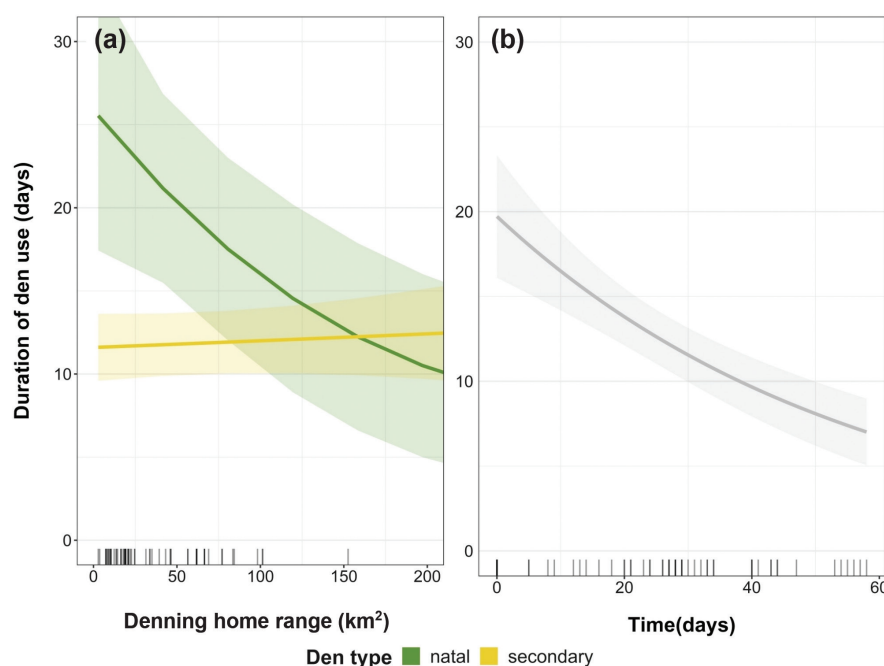 (a)
(b)
30
20
10
0
30
20
10
0
Duration of den use (days)
0 50 100 150 200
0 20 40 60
Denning home range (km²)
Time(days)
Den type natal secondary